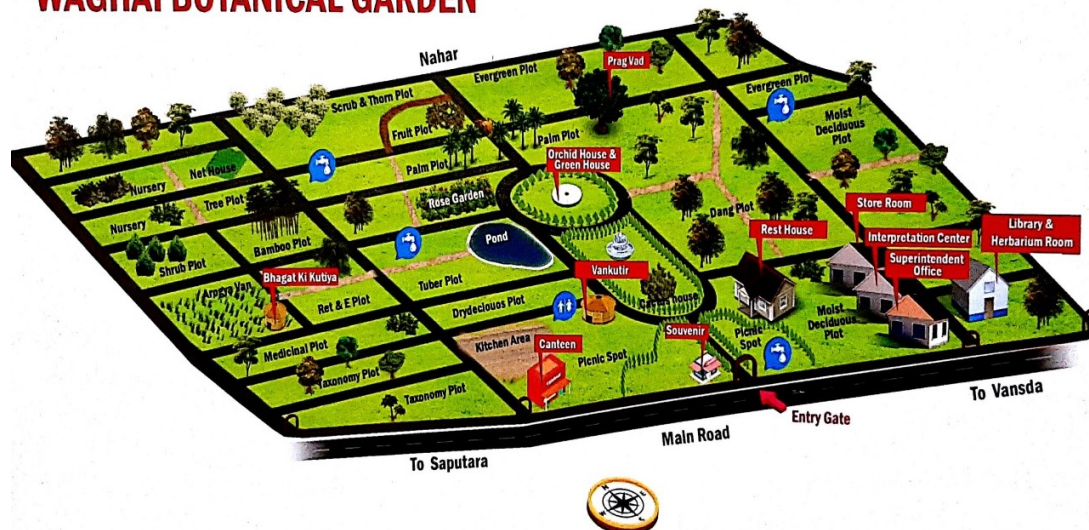 WAGHAI BOTANICAL GARDEN
Nahar
Evergreen Plot
Prag Vad
Scrub & Thorn Plot
Evergreen Plot
Fruit Plot
Palm Plot
Moist
Deciduous
Plot
Orchid House &
Green House
Palm Plot
Net House
Nursery
Tree Plot
Rose Garden
Nursery
Dang Plot
Store Room
Rest House
Library &
Herbarium Room
Interpretation Center
Superintendent
Office
Bamboo Plot
Pond
Shrub Plot
Bhagat Ki Kutiya
Tuber Plot
Vankutir
Arogya Van
Ret & E Plot
Drydeciuous Plot
Moist
Deciduous
Plot
Kitchen Area
Canteen
Picnic Spot
Souvenir
Picnic
Spot
Medicinal Plot
Taxonomy Plot
Taxonomy Plot
Entry Gate
To Vansda
Main Road
To Saputara